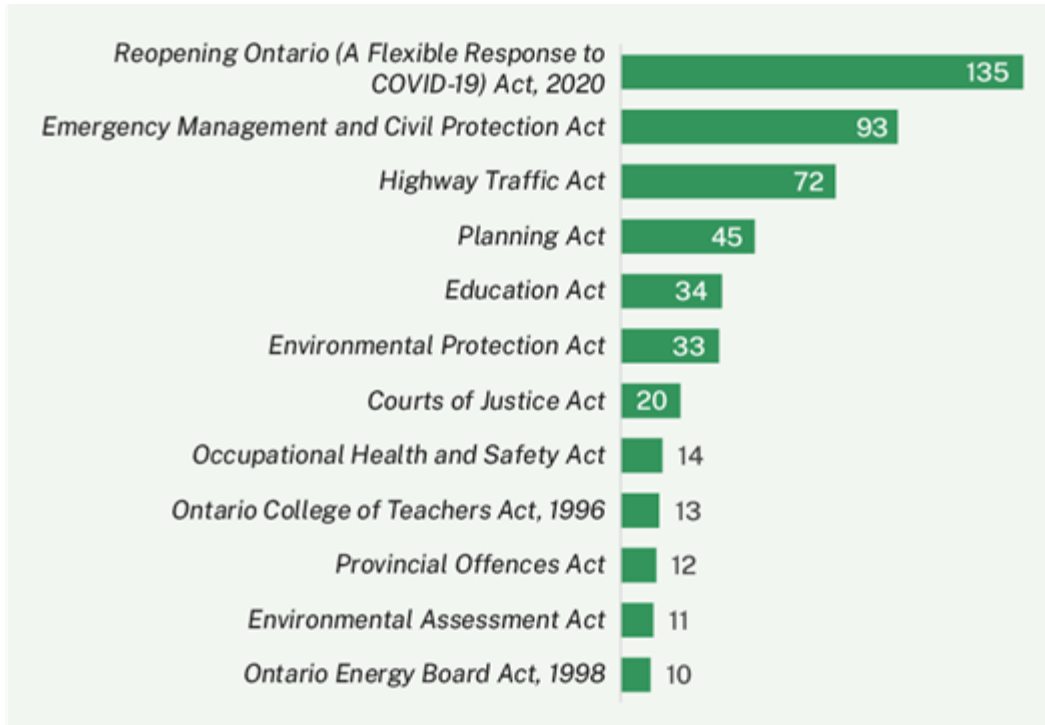 Reopening Ontario (A Flexible Response to
COVID-19) Act, 2020
135
Emergency Management and Civil Protection Act
93
Highway Traffic Act
72
Planning Act
45
Education Act
34
Environmental Protection Act
33
Courts of Justice Act
20
Occupational Health and Safety Act
14
Ontario College of Teachers Act, 1996
13
Provincial Offences Act
12
Environmental Assessment Act
11
Ontario Energy Board Act, 1998
10